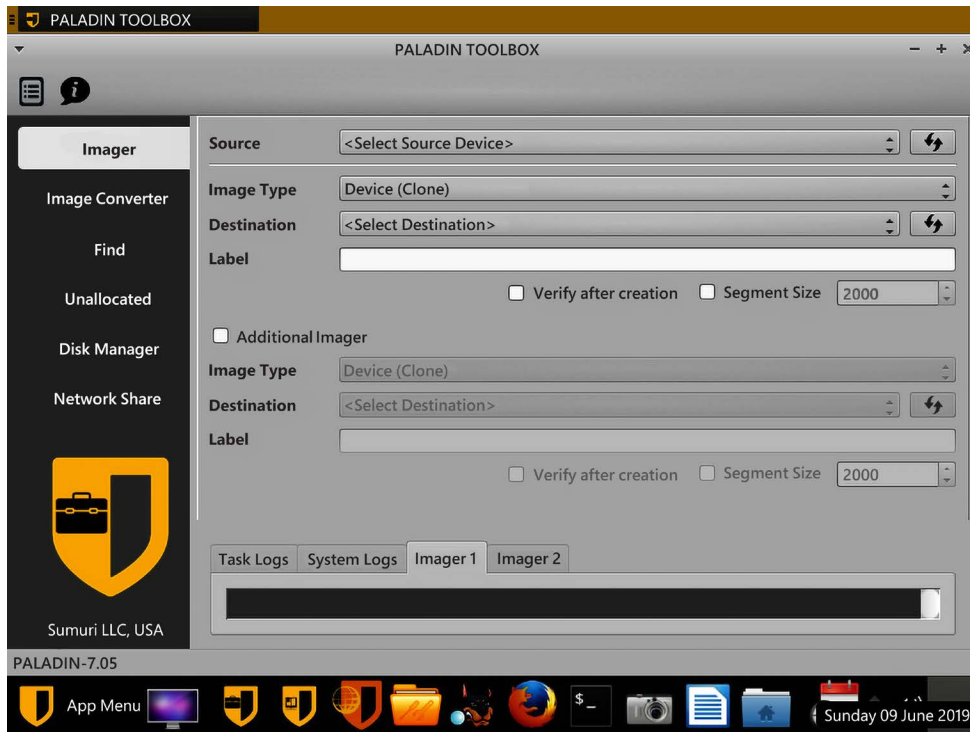 PALADIN TOOLBOX
PALADIN TOOLBOX
Imager
Image Converter
Find
Unallocated
Disk Manager
Network Share
Sumuri LLC, USA
Source <Select Source Device>
Image Type Device (Clone)
Destination <Select Destination>
Label
Verify after creation Segment Size 2000
Additional Imager
Image Type Device (Clone)
Destination <Select Destination>
Label
Verify after creation Segment Size 2000
Task Logs System Logs Imager 1 Imager 2
PALADIN-7.05
App Menu $_ Sunday 09 June 2019